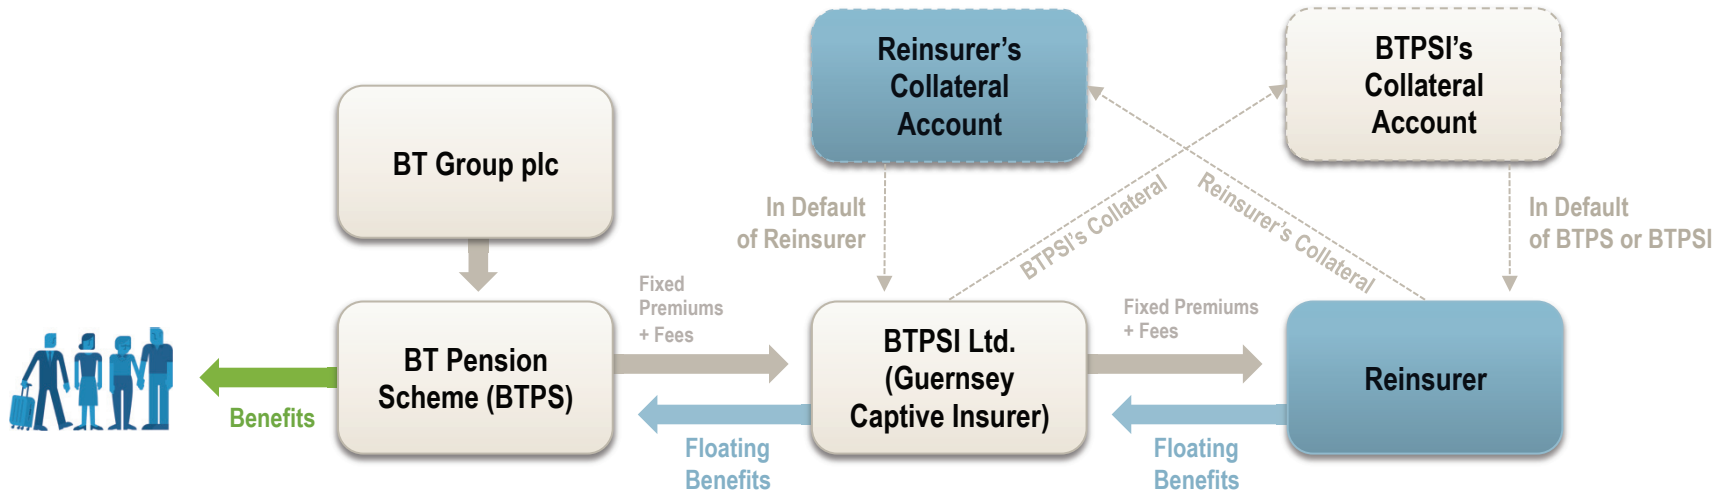 Reinsurer's
Collateral
Account
BTPSI's
Collateral
Account
BT Group plc
In Default
of Reinsurer
BTPSI's Collateral
Reinsurer's Collateral
In Default
of BTPS or BTPSI
Fixed
Premiums
+ Fees
Fixed Premiums
+ Fees
BT Pension
Scheme (BTPS)
BTPSI Ltd.
(Guernsey
Captive Insurer)
Reinsurer
Benefits
Floating
Benefits
Floating
Benefits